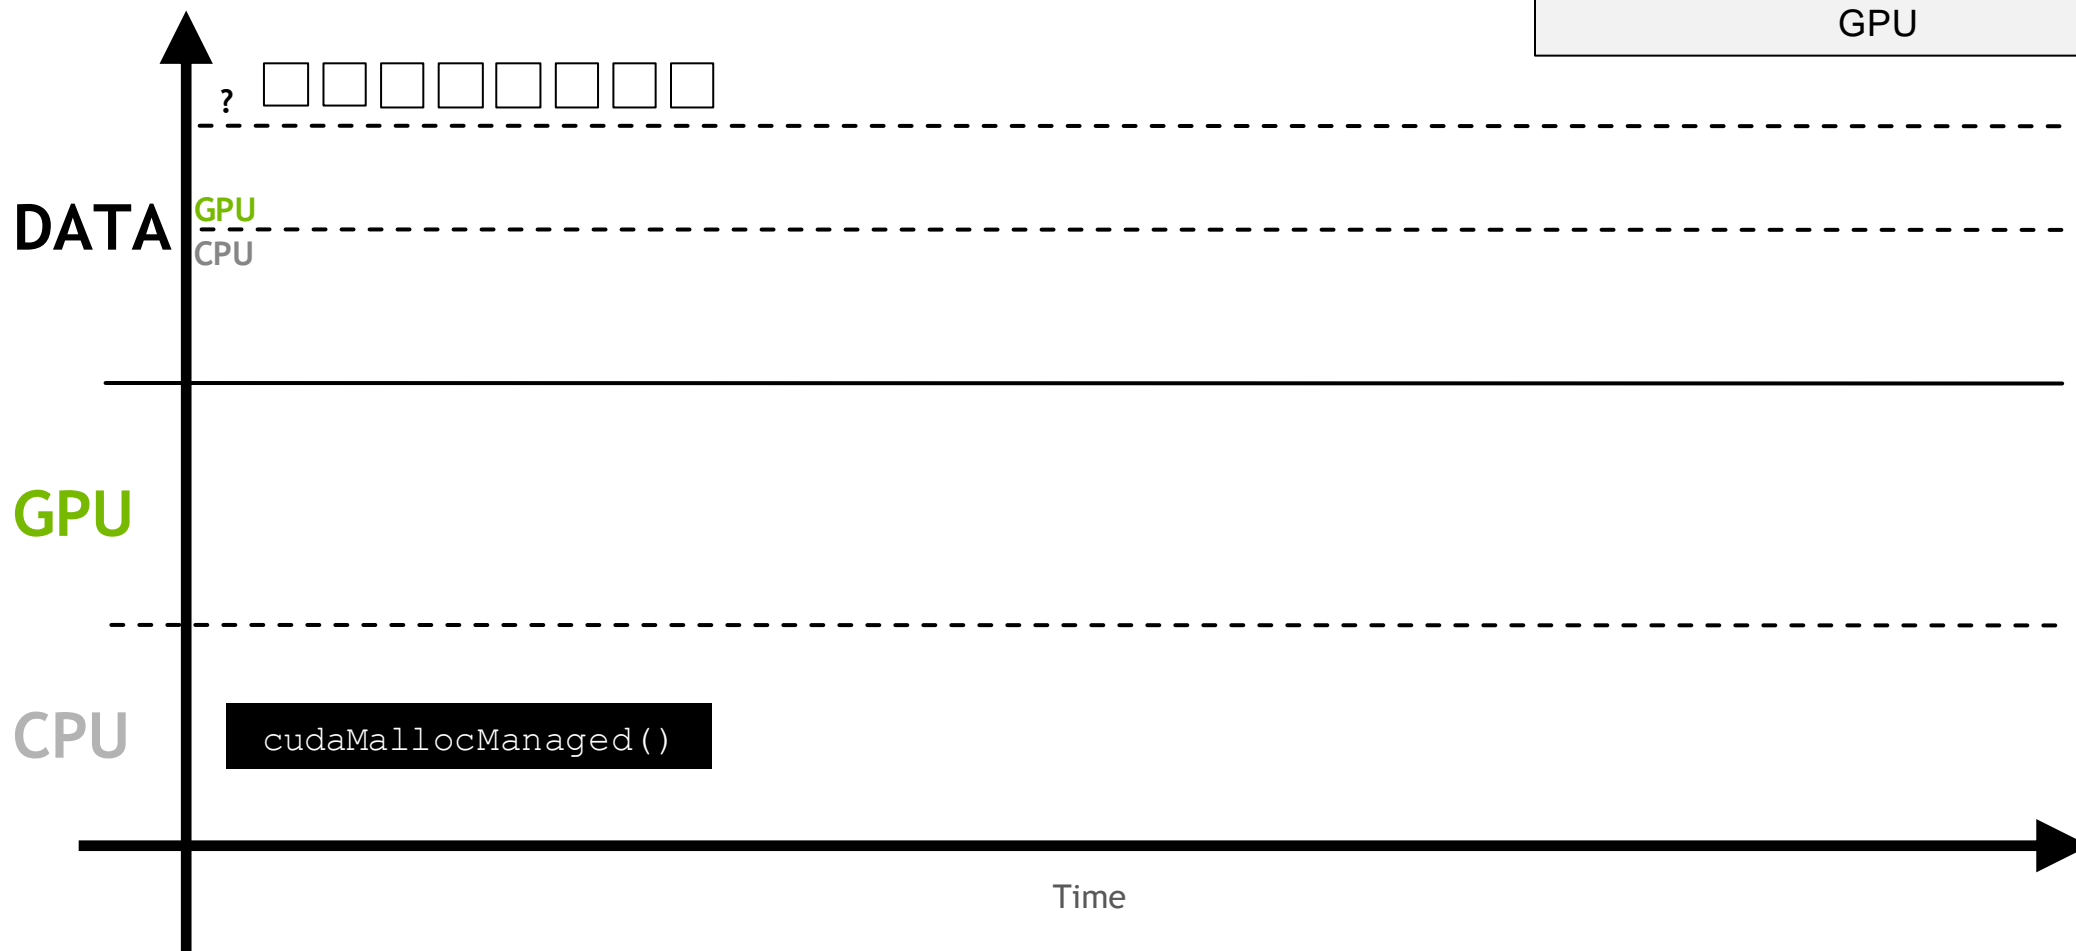 GPU
?
GPU
DATA
CPU
GPU
cudaMallocManaged()
CPU
Time